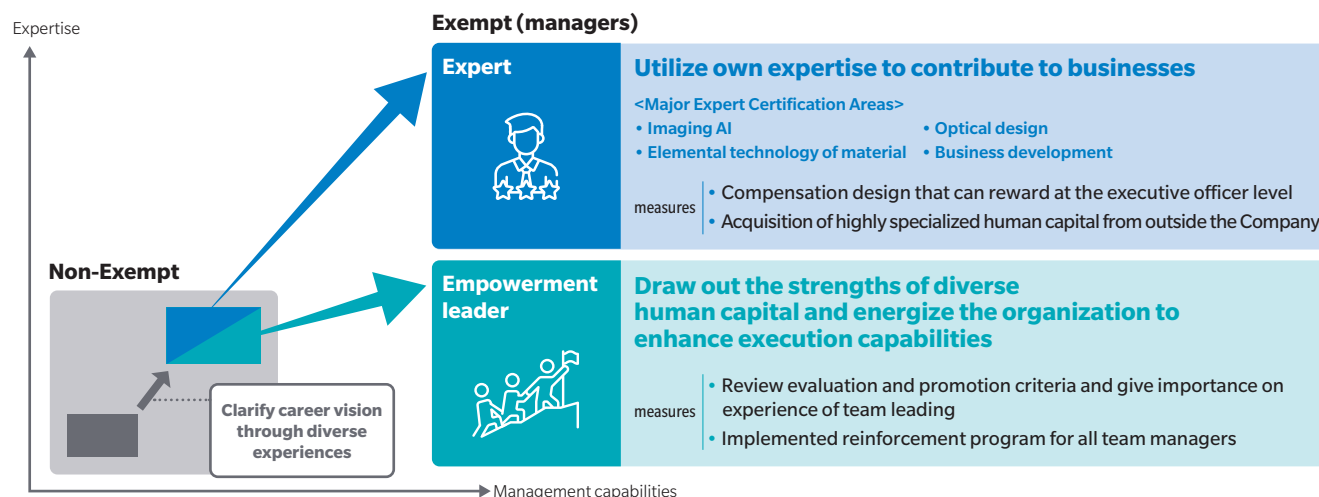 Expertise
Exempt (managers)
Expert
Utilize own expertise to contribute to businesses
<Major Expert Certification Areas>
• Imaging AI
• Optical design
• Elemental technology of material
• Business development
measures
• Compensation design that can reward at the executive officer level
• Acquisition of highly specialized human capital from outside the Company
Non-Exempt
Clarify career vision
through diverse
experiences
Empowerment
leader
Draw out the strengths of diverse
human capital and energize the organization to
enhance execution capabilities
measures
• Review evaluation and promotion criteria and give importance on
experience of team leading
• Implemented reinforcement program for all team managers
Management capabilities